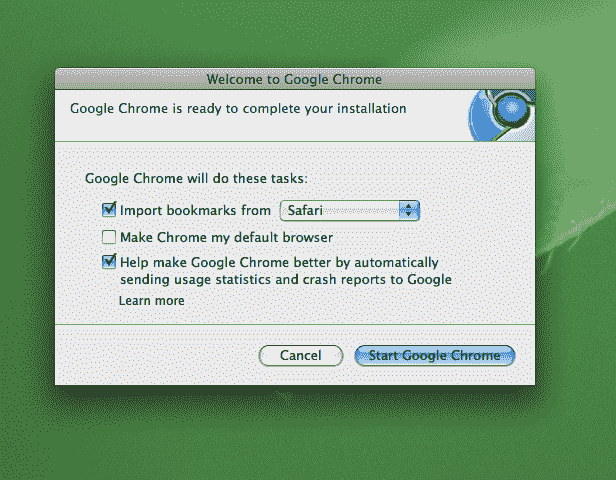 Welcome to Google Chrome
Google Chrome is ready to complete your installation
Google Chrome will do these tasks:
Import bookmarks from Safari
Make Chrome my default browser
Help make Google Chrome better by automatically
sending usage statistics and crash reports to Google
Learn more
Cancel Start Google Chrome